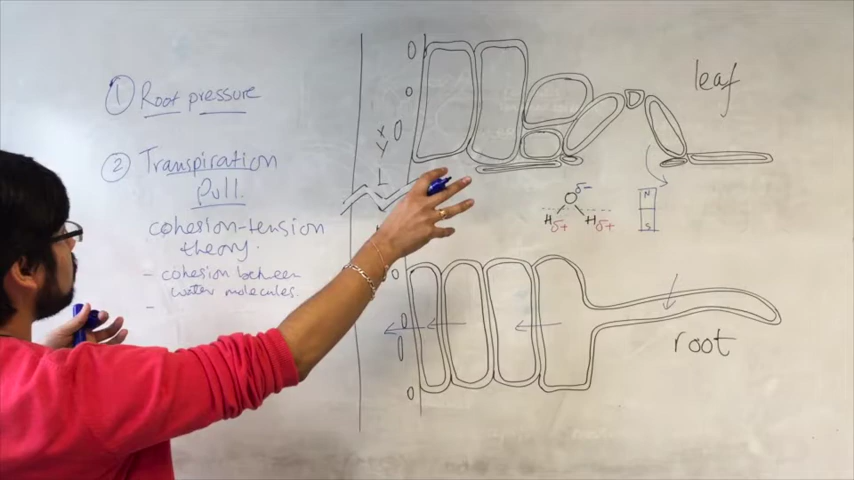 ① Root pressure
② Transpiration
Pull.
cohesion-tension
theory.
- cohesion between
water molecules.
-
X
Y
L
leaf
O δ-
H δ+ H δ+
N
S
root